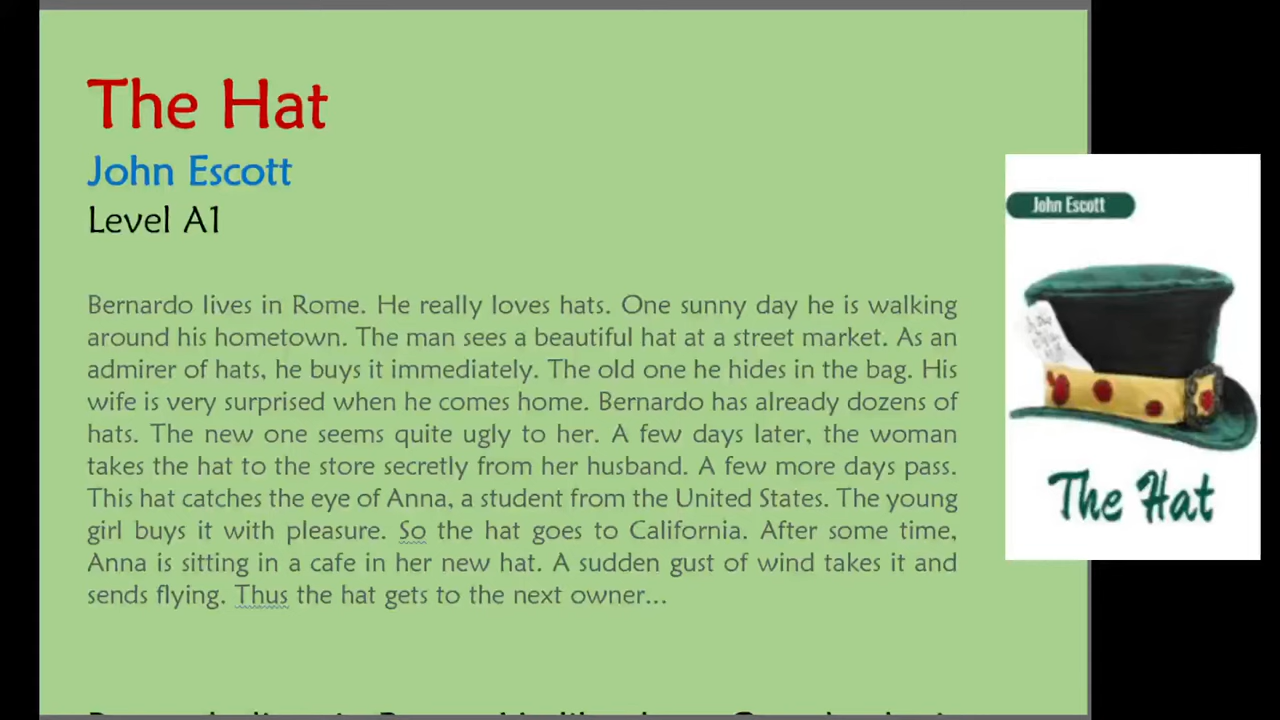 The Hat
John Escott
Level A1
Bernardo lives in Rome. He really loves hats. One sunny day he is walking
around his hometown. The man sees a beautiful hat at a street market. As an
admirer of hats, he buys it immediately. The old one he hides in the bag. His
wife is very surprised when he comes home. Bernardo has already dozens of
hats. The new one seems quite ugly to her. A few days later, the woman
takes the hat to the store secretly from her husband. A few more days pass.
This hat catches the eye of Anna, a student from the United States. The young
girl buys it with pleasure. So the hat goes to California. After some time,
Anna is sitting in a cafe in her new hat. A sudden gust of wind takes it and
sends flying. Thus the hat gets to the next owner...
John Escott
The Hat